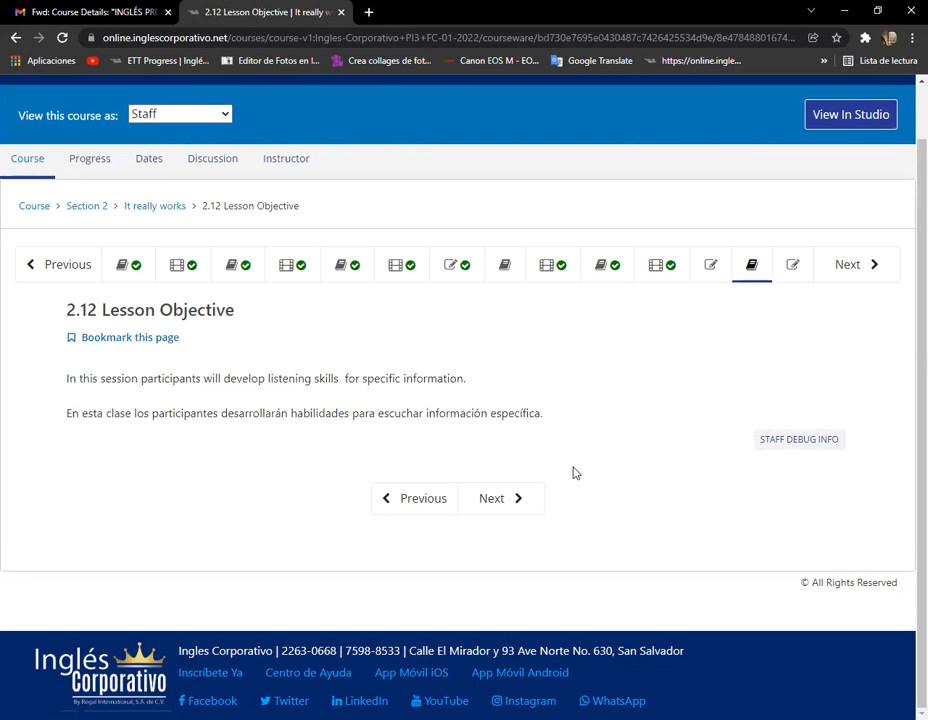 Fwd: Course Details: "INGLÉS PRE
2.12 Lesson Objective | It really w
online.inglescorporativo.net/courses/course-v1:Ingles-Corporativo+PI3+FC-01-2022/courseware/bd730e7695e0430487c7426425534d9e/8e47848801674...
Aplicaciones
ETT Progress | Inglé...
Editor de Fotos en l...
Crea collages de fot...
Canon EOS M - EO...
Google Translate
https://online.ingle...
»
Lista de lectura
View this course as: Staff
View In Studio
Course Progress Dates Discussion Instructor
Course > Section 2 > It really works > 2.12 Lesson Objective
Previous
Next
2.12 Lesson Objective
Bookmark this page
In this session participants will develop listening skills for specific information.
En esta clase los participantes desarrollarán habilidades para escuchar información específica.
STAFF DEBUG INFO
Previous Next
© All Rights Reserved
Inglés Corporativo
By Regal International, S.A. de C.V.
Ingles Corporativo | 2263-0668 | 7598-8533 | Calle El Mirador y 93 Ave Norte No. 630, San Salvador
Inscríbete Ya Centro de Ayuda App Móvil iOS App Móvil Android
Facebook Twitter LinkedIn YouTube Instagram WhatsApp